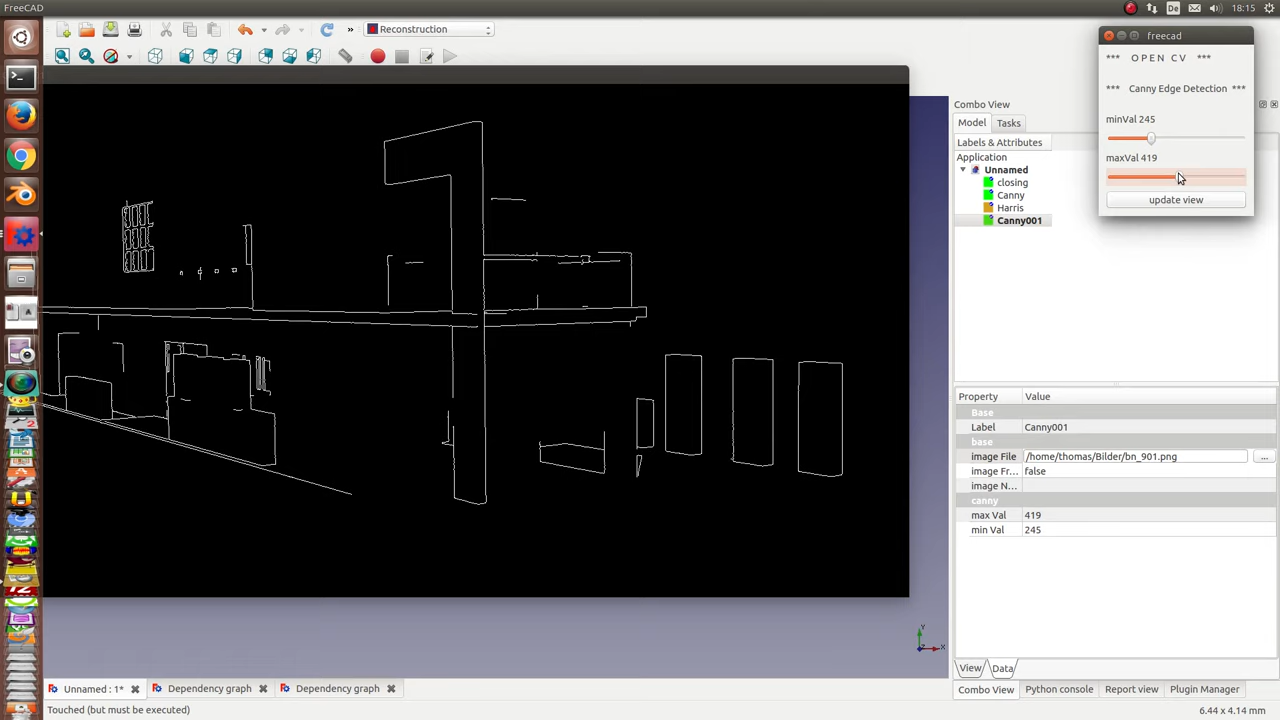 FreeCAD
De
18:15
»
Reconstruction
freecad
*** OPEN CV ***
*** Canny Edge Detection ***
minVal 245
maxVal 419
update view
Combo View
Model
Tasks
Labels & Attributes
Application
Unnamed
closing
Canny
Harris
Canny001
Property
Value
Base
Label
Canny001
base
image File
/home/thomas/Bilder/bn_901.png
...
image Fr...
false
image N...
canny
max Val
419
min Val
245
Y
X
View
Data
Unnamed : 1*
Dependency graph
Dependency graph
Combo View
Python console
Report view
Plugin Manager
Touched (but must be executed)
6.44 x 4.14 mm